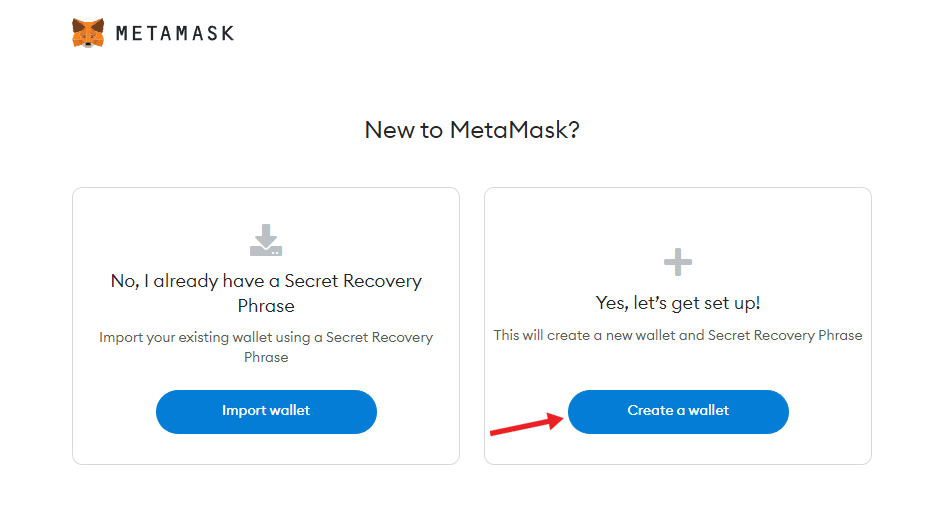 METAMASK
New to MetaMask?
No, I already have a Secret Recovery
Phrase
Import your existing wallet using a Secret Recovery
Phrase
Import wallet
Yes, let’s get set up!
This will create a new wallet and Secret Recovery Phrase
Create a wallet